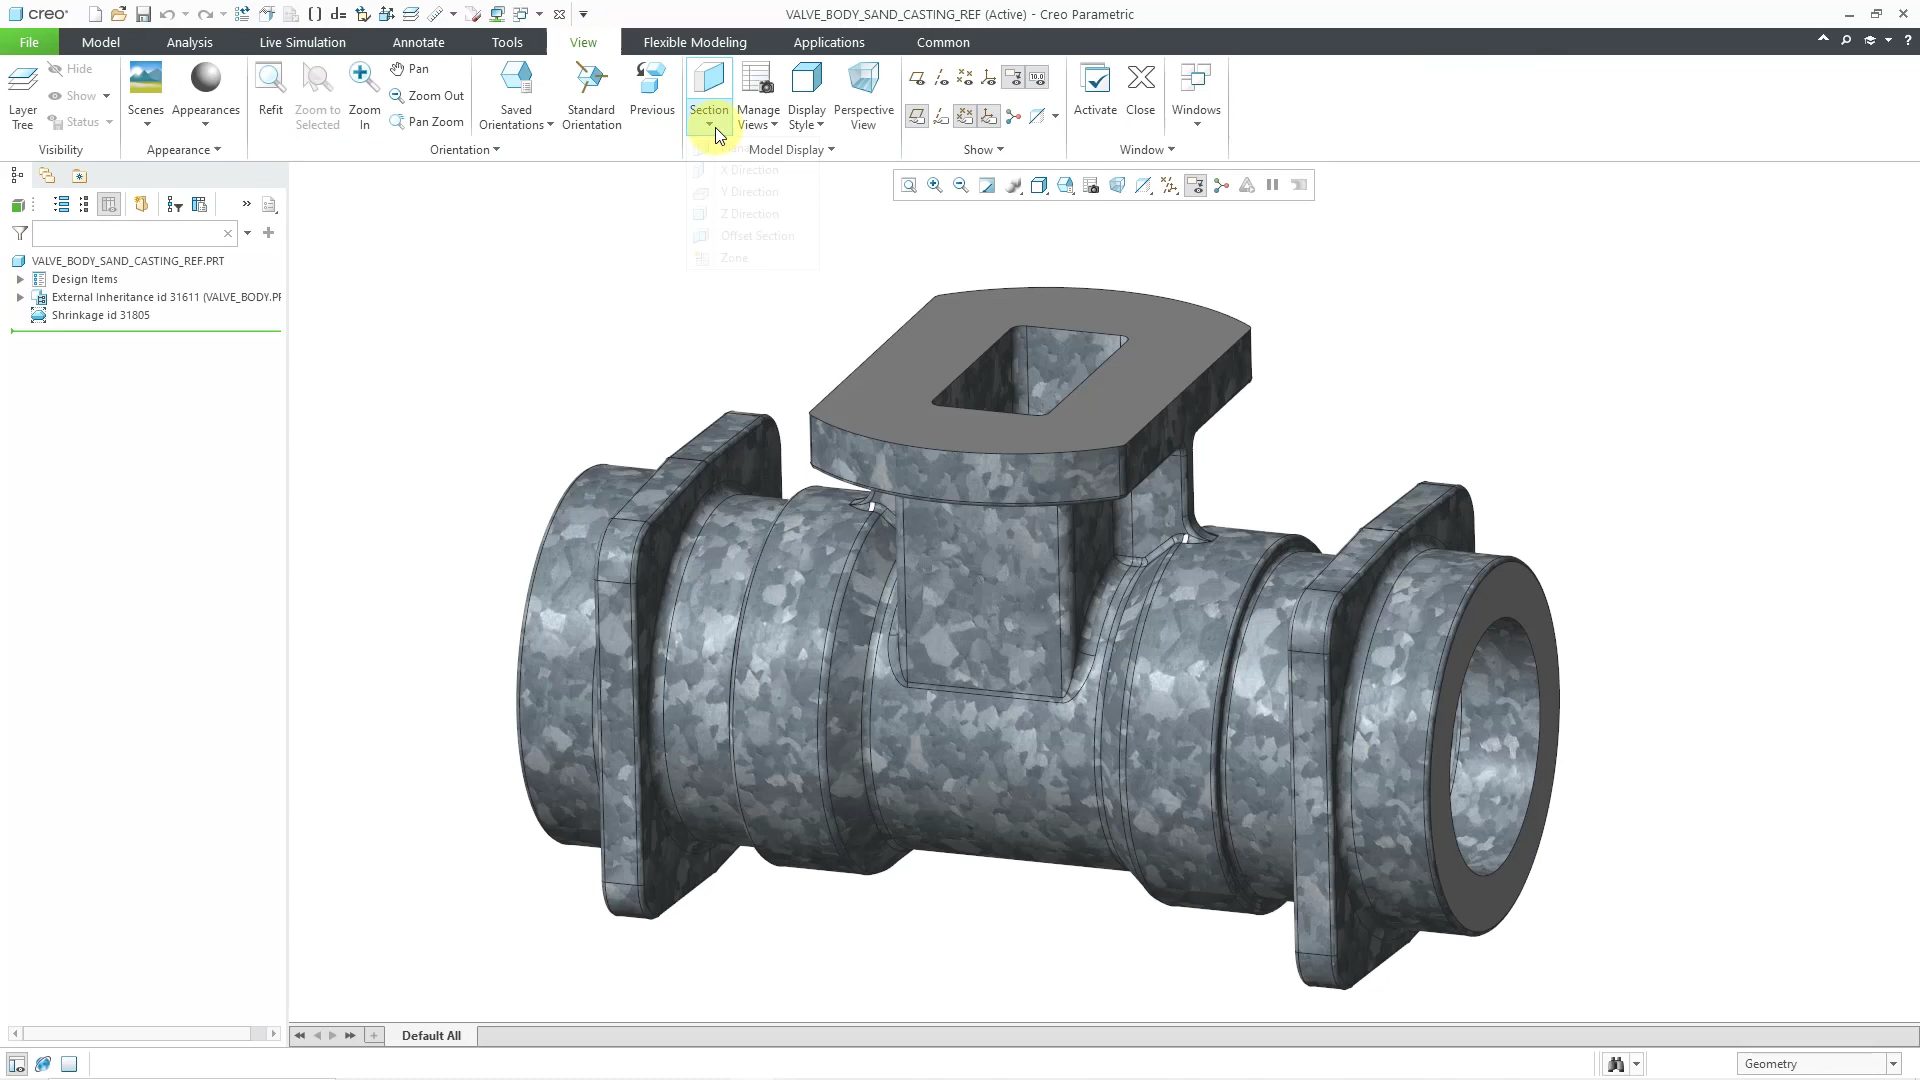 creo
d=
VALVE_BODY_SAND_CASTING_REF (Active) - Creo Parametric
File
Model
Analysis
Live Simulation
Annotate
Tools
View
Flexible Modeling
Applications
Common
Layer Tree
Hide
Show
Status
Visibility
Scenes
Appearances
Appearance
Refit
Zoom to Selected
Zoom In
Pan
Zoom Out
Pan Zoom
Saved Orientations
Standard Orientation
Previous
Orientation
Section
Manage Views
Display Style
Perspective View
Model Display
10.0
Show
Activate
Close
Windows
Window
X Direction
Y Direction
Z Direction
Offset Section
Zone
VALVE_BODY_SAND_CASTING_REF.PRT
Design Items
External Inheritance id 31611 (VALVE_BODY.PR
Shrinkage id 31805
Default All
Geometry